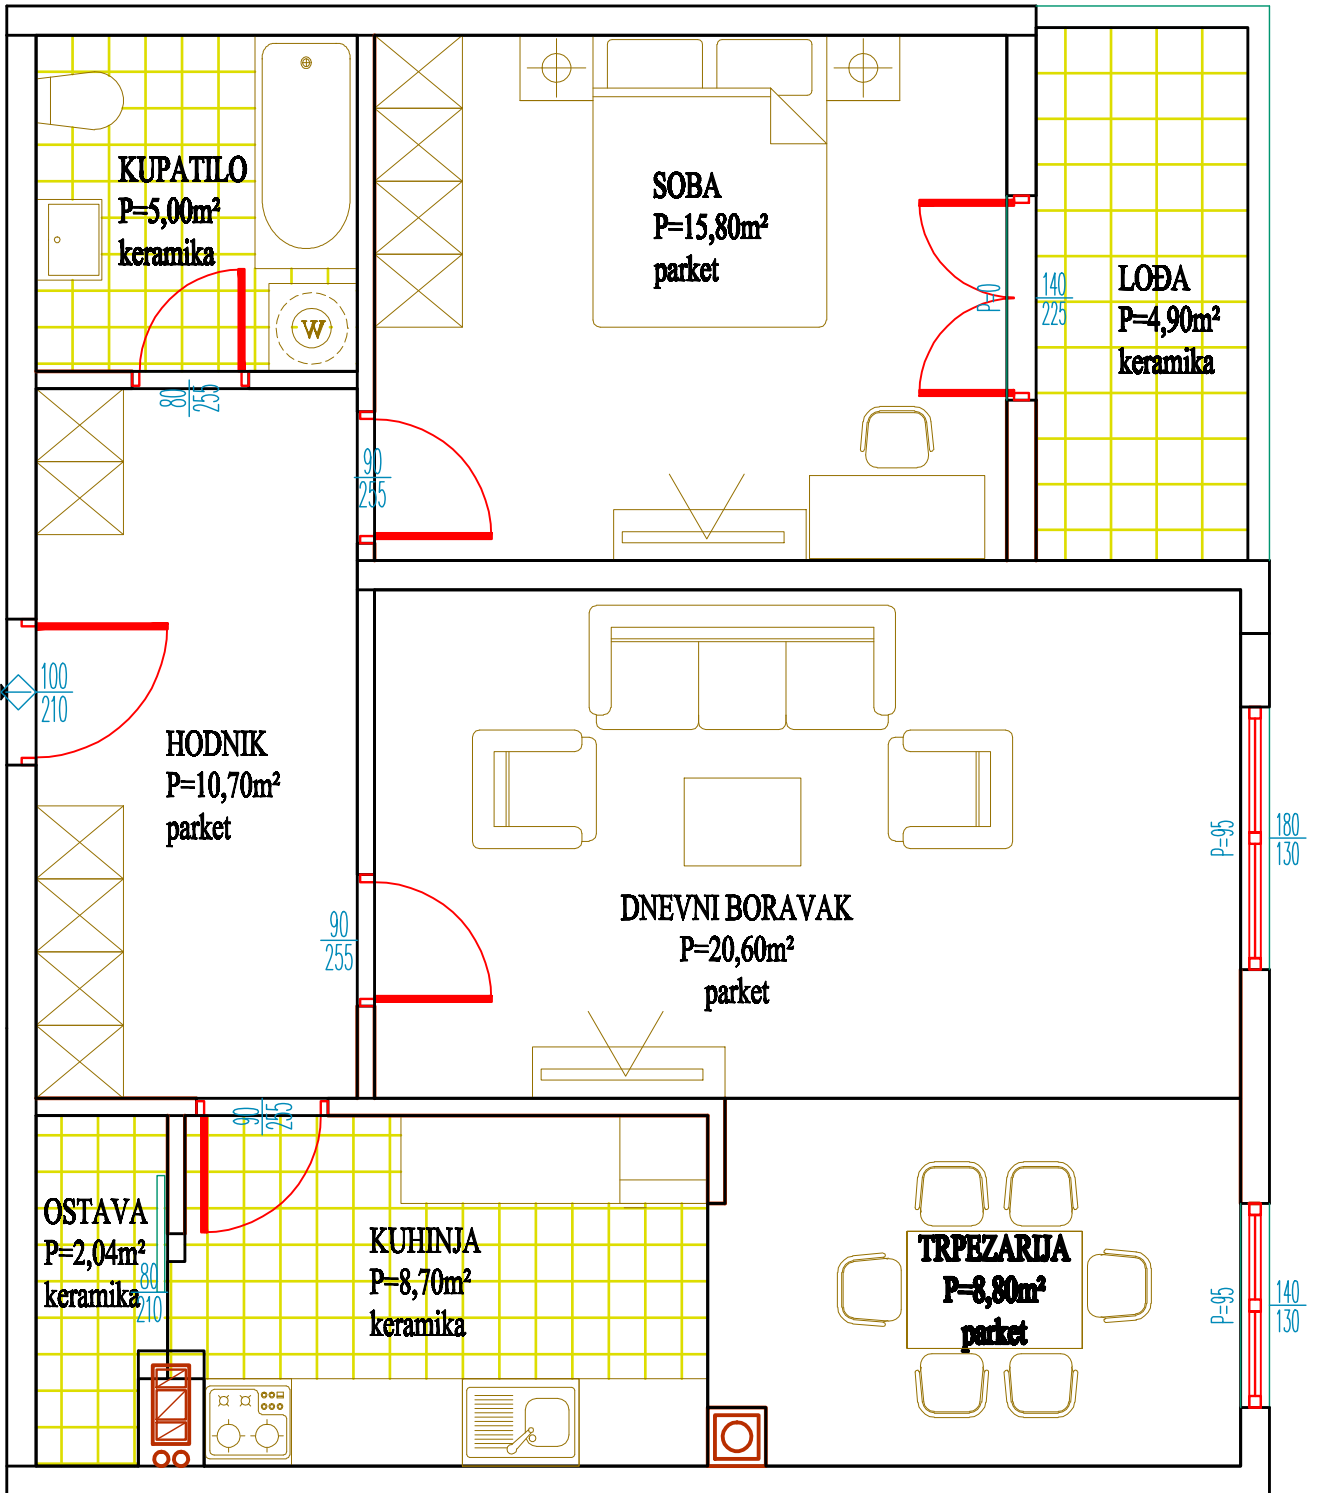 KUPATILO
P=5,00m²
keramika
W
80
255
SOBA
P=15,80m²
parket
P=0
140
225
LOĐA
P=4,90m²
keramika
90
255
100
210
HODNIK
P=10,70m²
parket
90
255
DNEVNI BORAVAK
P=20,60m²
parket
P=95
180
130
90
255
OSTAVA
P=2,04m²
keramika
80
210
KUHINJA
P=8,70m²
keramika
TRPEZARIJA
P=8,80m²
parket
P=95
140
130